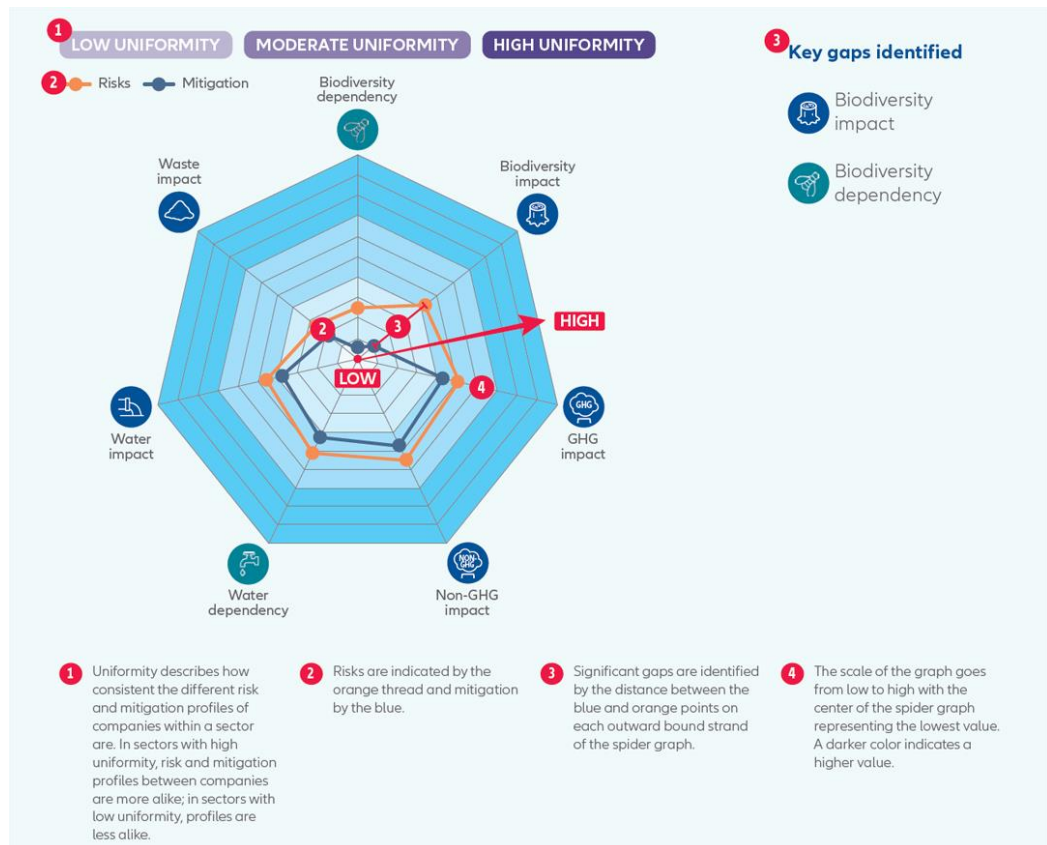 1
LOW UNIFORMITY
MODERATE UNIFORMITY
HIGH UNIFORMITY
2
Risks
Mitigation
3
Key gaps identified
Biodiversity
impact
Biodiversity
dependency
Biodiversity
dependency
Waste
impact
Biodiversity
impact
2
3
HIGH
LOW
4
Water
impact
GHG
GHG
impact
Water
dependency
NON-
GHG
Non-GHG
impact
1
Uniformity describes how
consistent the different risk
and mitigation profiles of
companies within a sector
are. In sectors with high
uniformity, risk and mitigation
profiles between companies
are more alike; in sectors with
low uniformity, profiles are
less alike.
2
Risks are indicated by the
orange thread and mitigation
by the blue.
3
Significant gaps are identified
by the distance between the
blue and orange points on
each outward bound strand
of the spider graph.
4
The scale of the graph goes
from low to high with the
center of the spider graph
representing the lowest value.
A darker color indicates a
higher value.